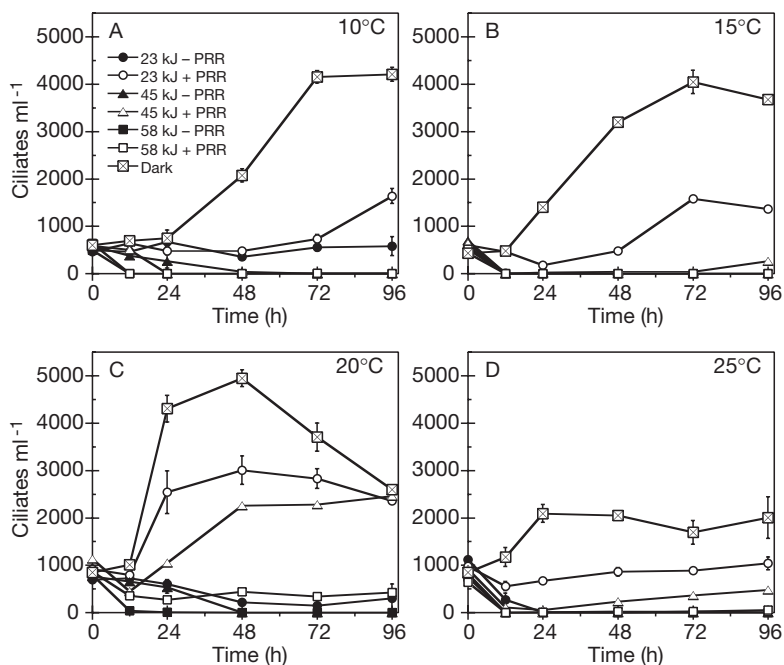 A
10°C
B
15°C
5000
4000
3000
2000
1000
0
Ciliates ml⁻¹
23 kJ – PRR
23 kJ + PRR
45 kJ – PRR
45 kJ + PRR
58 kJ – PRR
58 kJ + PRR
Dark
0 24 48 72 96
Time (h)
5000
4000
3000
2000
1000
0
0 24 48 72 96
Time (h)
C
20°C
D
25°C
5000
4000
3000
2000
1000
0
Ciliates ml⁻¹
0 24 48 72 96
Time (h)
5000
4000
3000
2000
1000
0
0 24 48 72 96
Time (h)